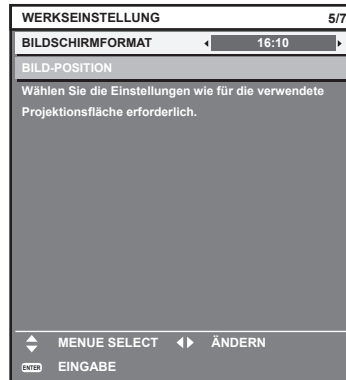 WERKSEINSTELLUNG 5/7
BILDSCHIRMFORMAT 16:10
BILD-POSITION
Wählen Sie die Einstellungen wie für die verwendete
Projektionsfläche erforderlich.
MENUE SELECT ÄNDERN
ENTER EINGABE